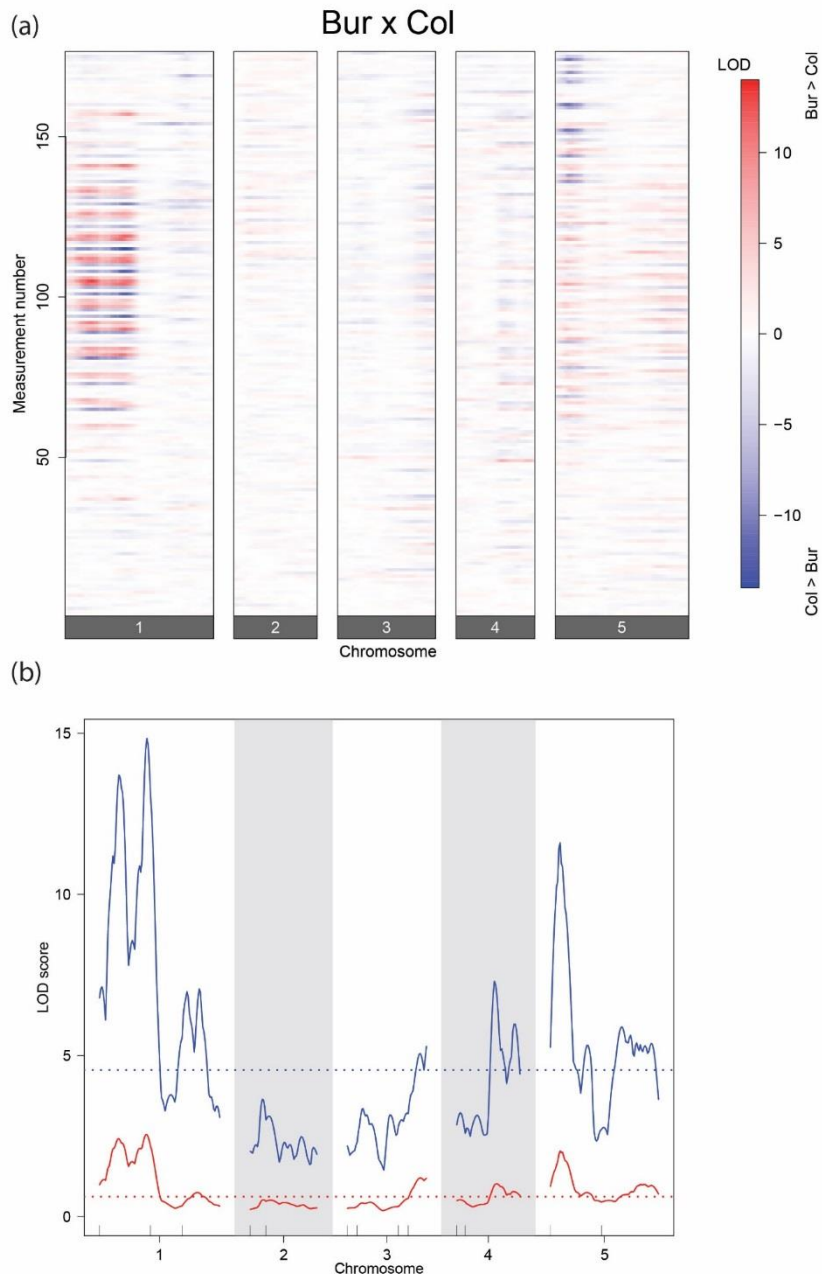 (a)
Bur x Col
LOD
Bur > Col
150
100
50
Measurement number
10
5
0
−5
−10
Col > Bur
1
2
3
4
5
Chromosome
(b)
15
10
5
0
LOD score
1
2
3
4
5
Chromosome